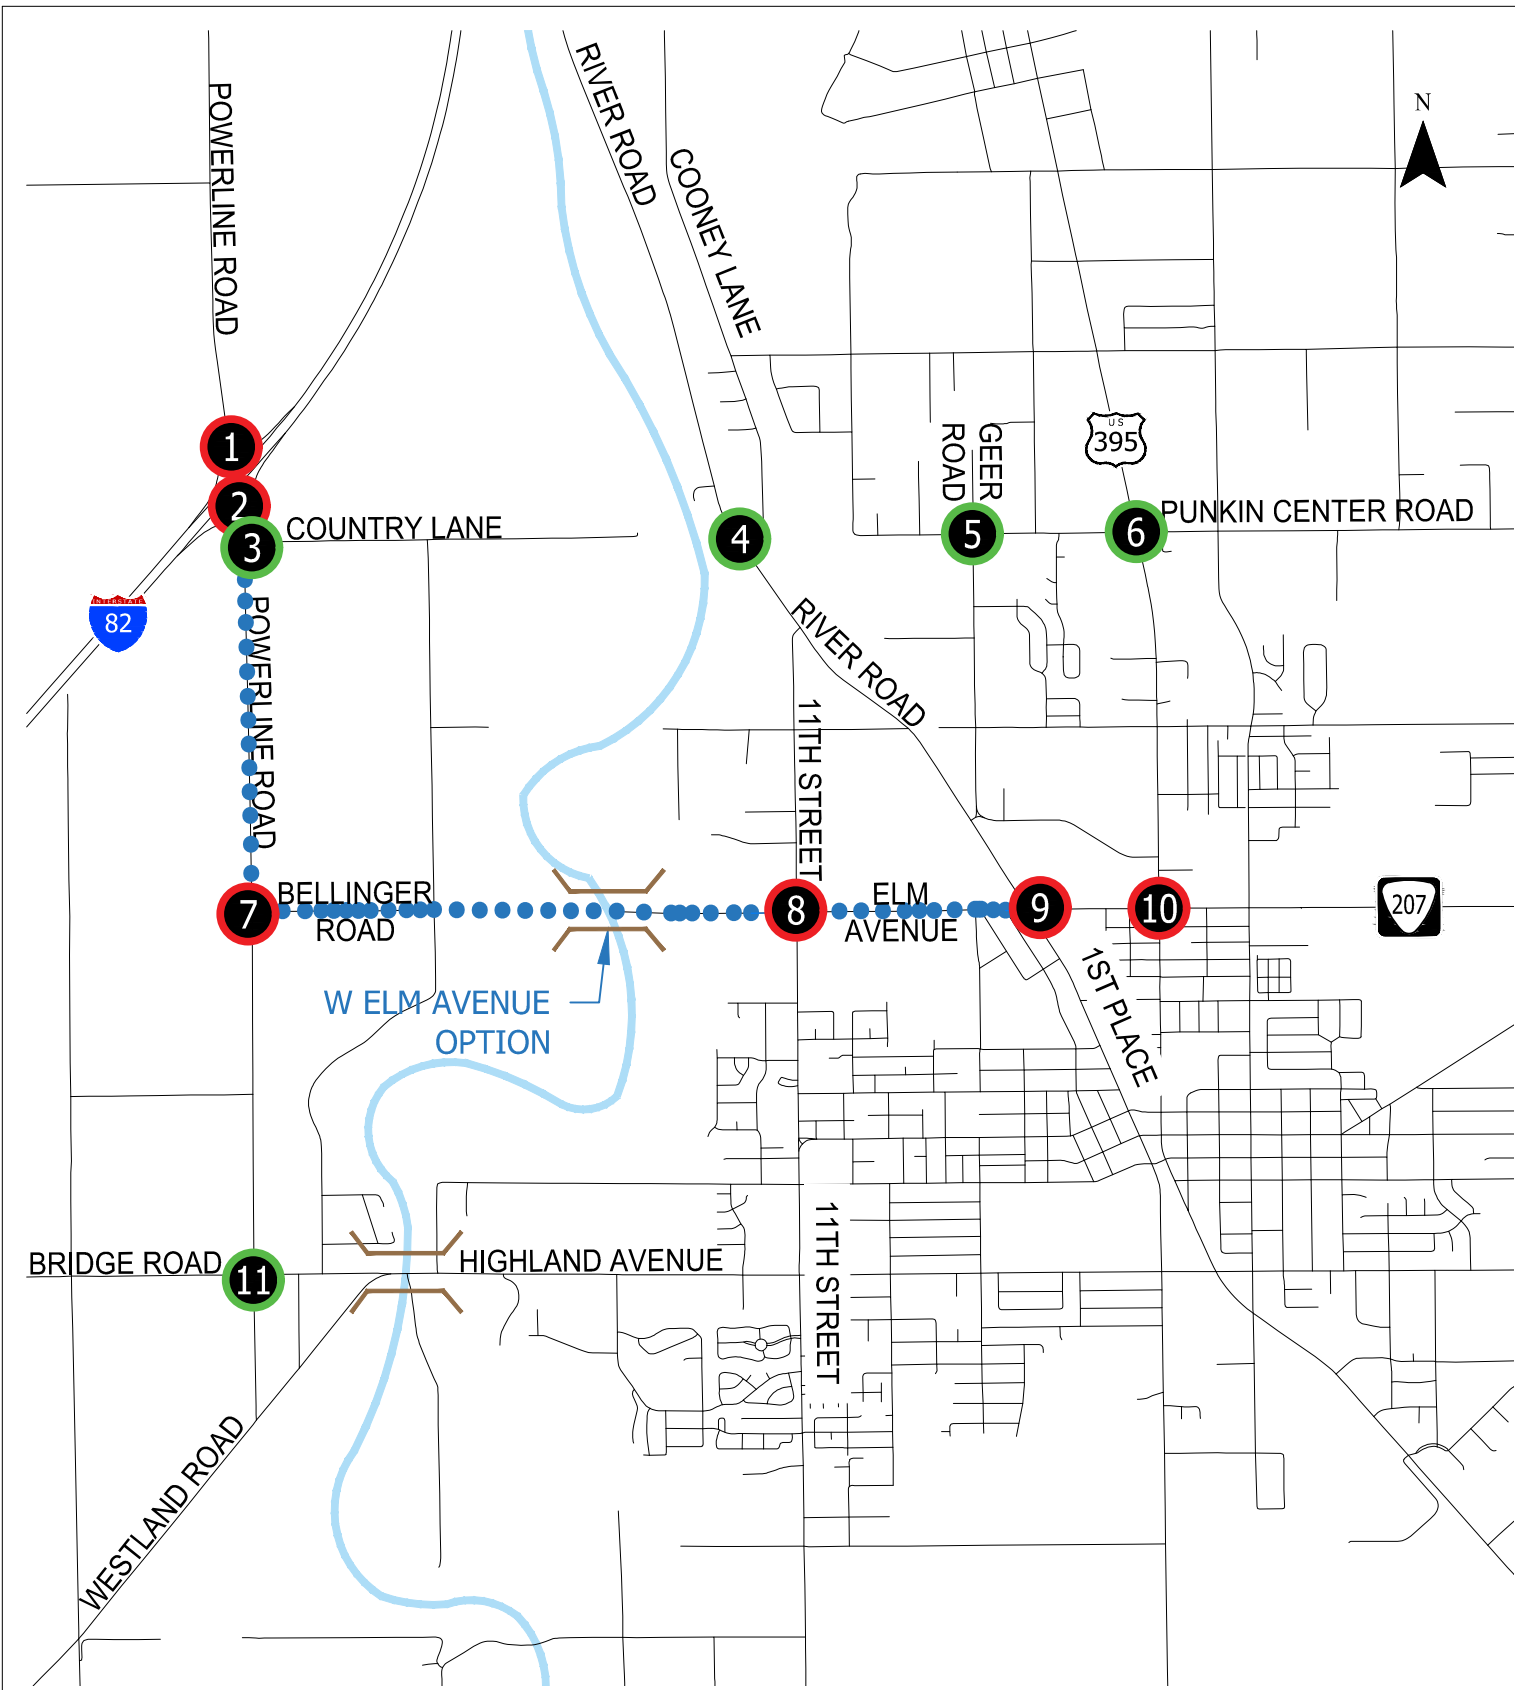 RIVER ROAD
POWERLINE ROAD
N
COONEY LANE
US
395
GEER
ROAD
1
2
3
COUNTRY LANE
4
5
6
PUNKIN CENTER ROAD
INTERSTATE
82
POWERLINE ROAD
RIVER ROAD
11TH STREET
7
BELLINGER
ROAD
8
ELM
AVENUE
9
10
207
W ELM AVENUE
OPTION
1ST PLACE
11TH STREET
BRIDGE ROAD
11
HIGHLAND AVENUE
WESTLAND ROAD